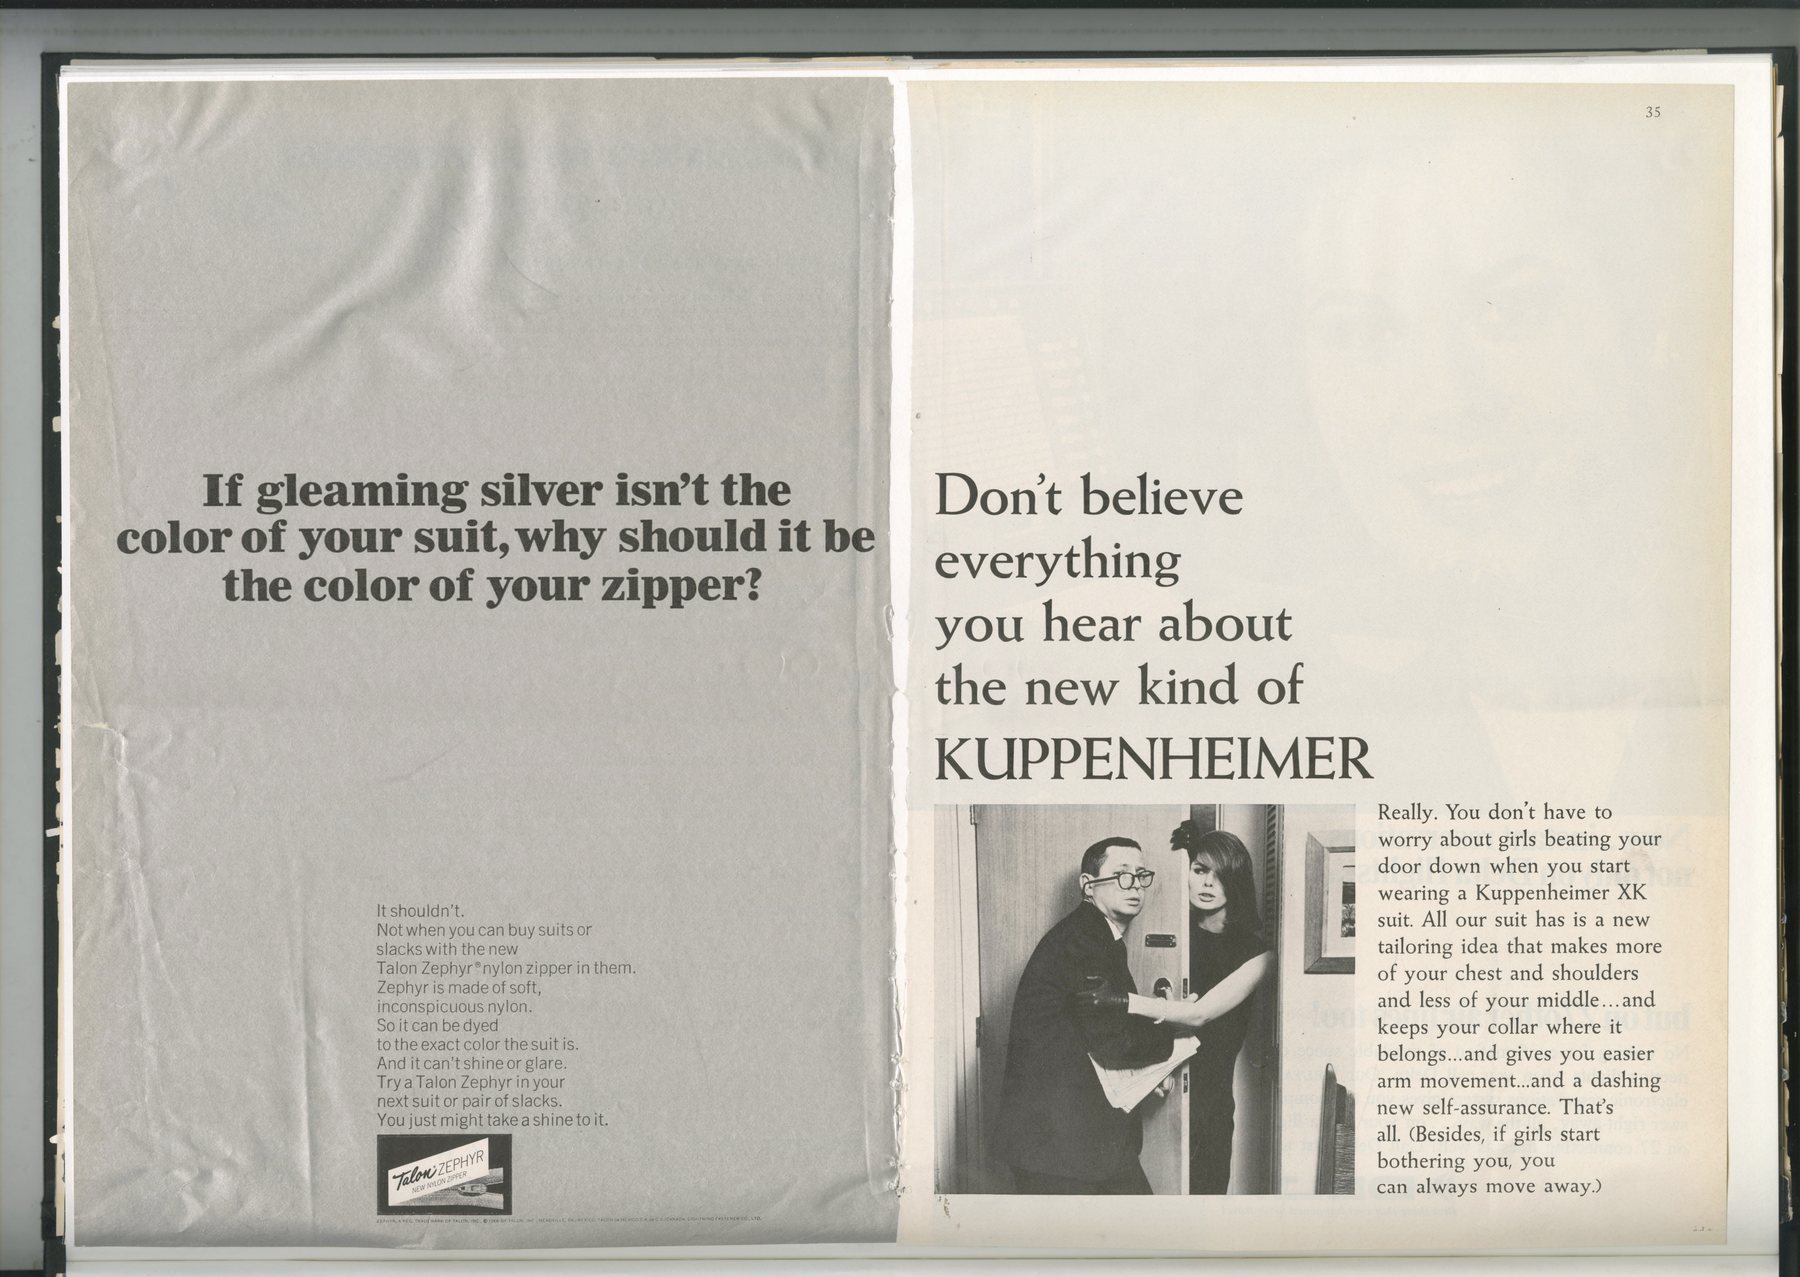 If gleaming silver isn't the
color of your suit, why should it be
the color of your zipper?
It shouldn't.
Not when you can buy suits or
slacks with the new
Talon Zephyr® nylon zipper in them.
Zephyr is made of soft,
inconspicuous nylon.
So it can be dyed
to the exact color the suit is.
And it can't shine or glare.
Try a Talon Zephyr in your
next suit or pair of slacks.
You just might take a shine to it.
Talon ZEPHYR
NEW NYLON ZIPPER
35
Don't believe
everything
you hear about
the new kind of
KUPPENHEIMER
Really. You don't have to
worry about girls beating your
door down when you start
wearing a Kuppenheimer XK
suit. All our suit has is a new
tailoring idea that makes more
of your chest and shoulders
and less of your middle...and
keeps your collar where it
belongs...and gives you easier
arm movement...and a dashing
new self-assurance. That's
all. (Besides, if girls start
bothering you, you
can always move away.)